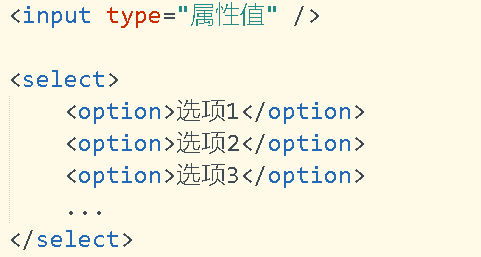 <input type="属性值" />
<select>
<option>选项1</option>
<option>选项2</option>
<option>选项3</option>
...
</select>